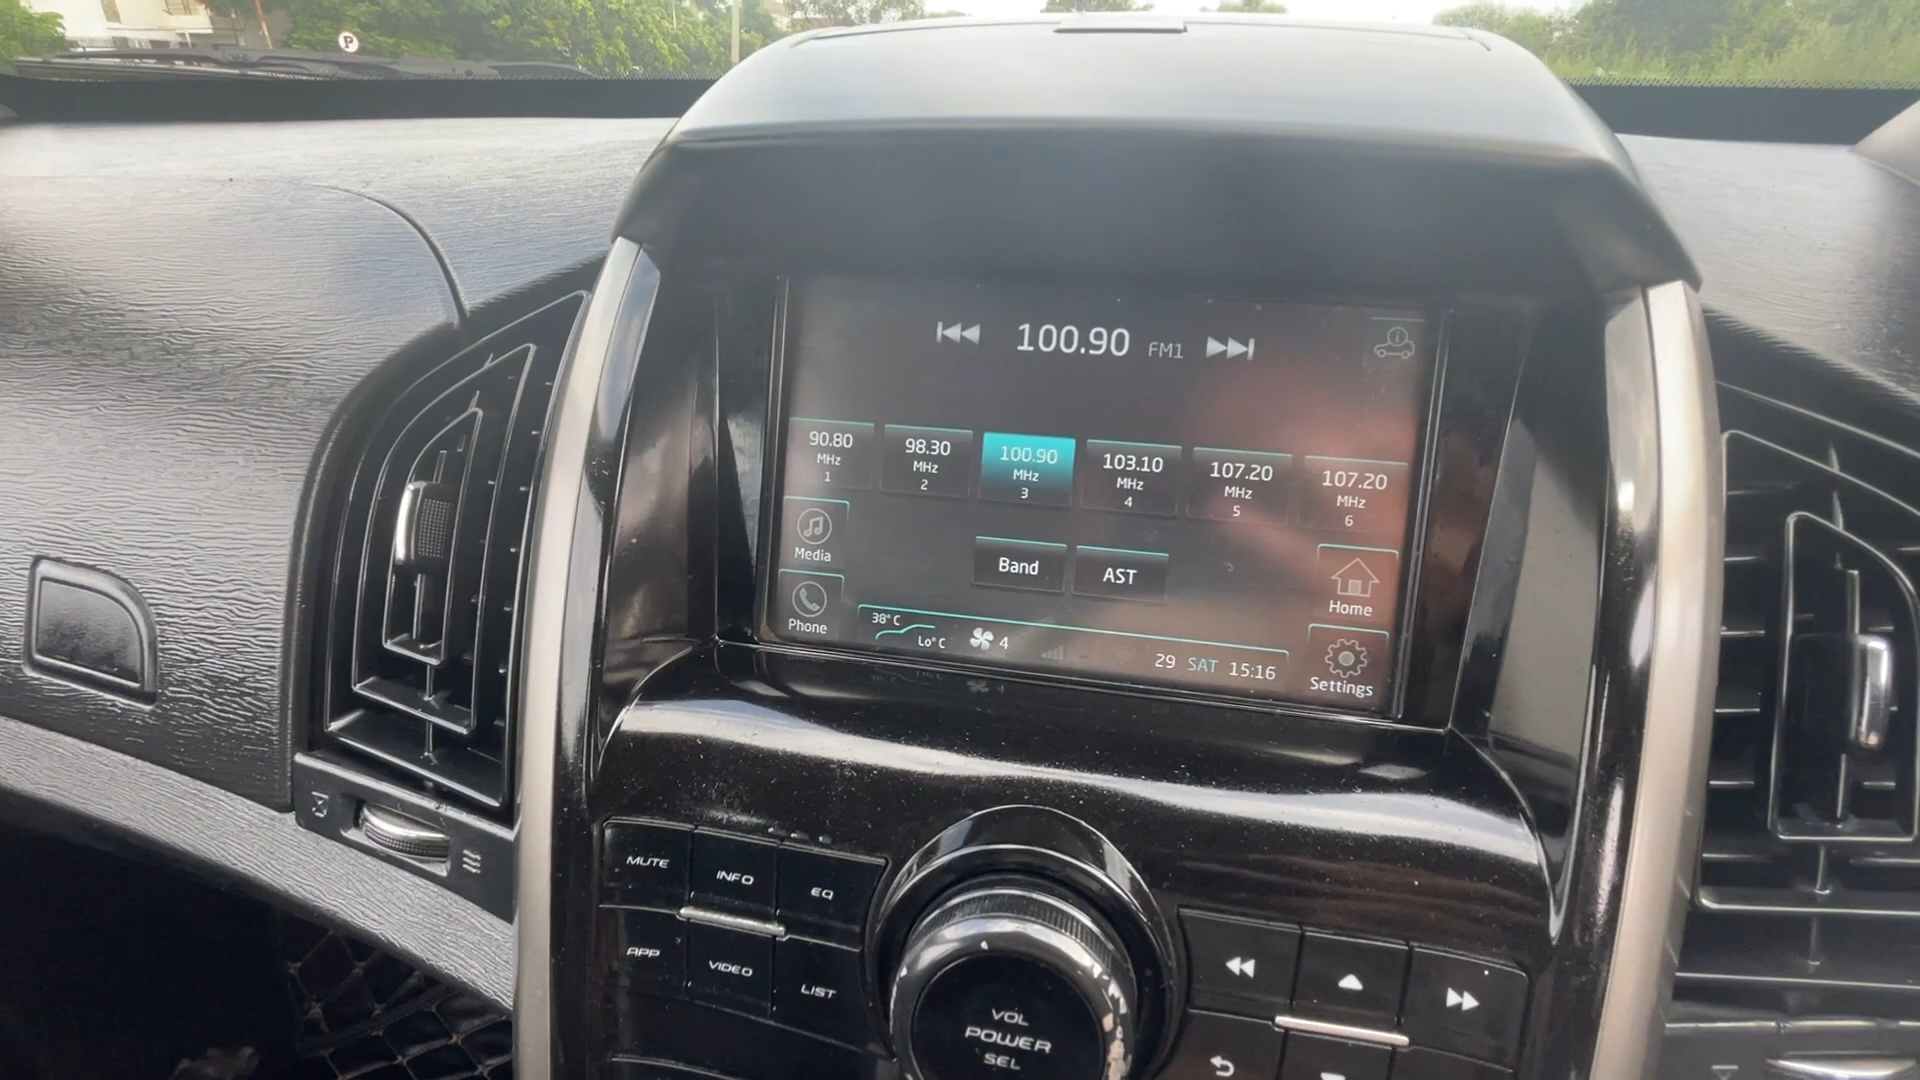 P
100.90 FM1
90.80
MHz
1
98.30
MHz
2
100.90
MHz
3
103.10
MHz
4
107.20
MHz
5
107.20
MHz
6
Media
Band
AST
Home
Phone
38°C
Lo°C
4
29 SAT 15:16
Settings
MUTE
INFO
EQ
APP
VIDEO
LIST
VOL
POWER
SEL